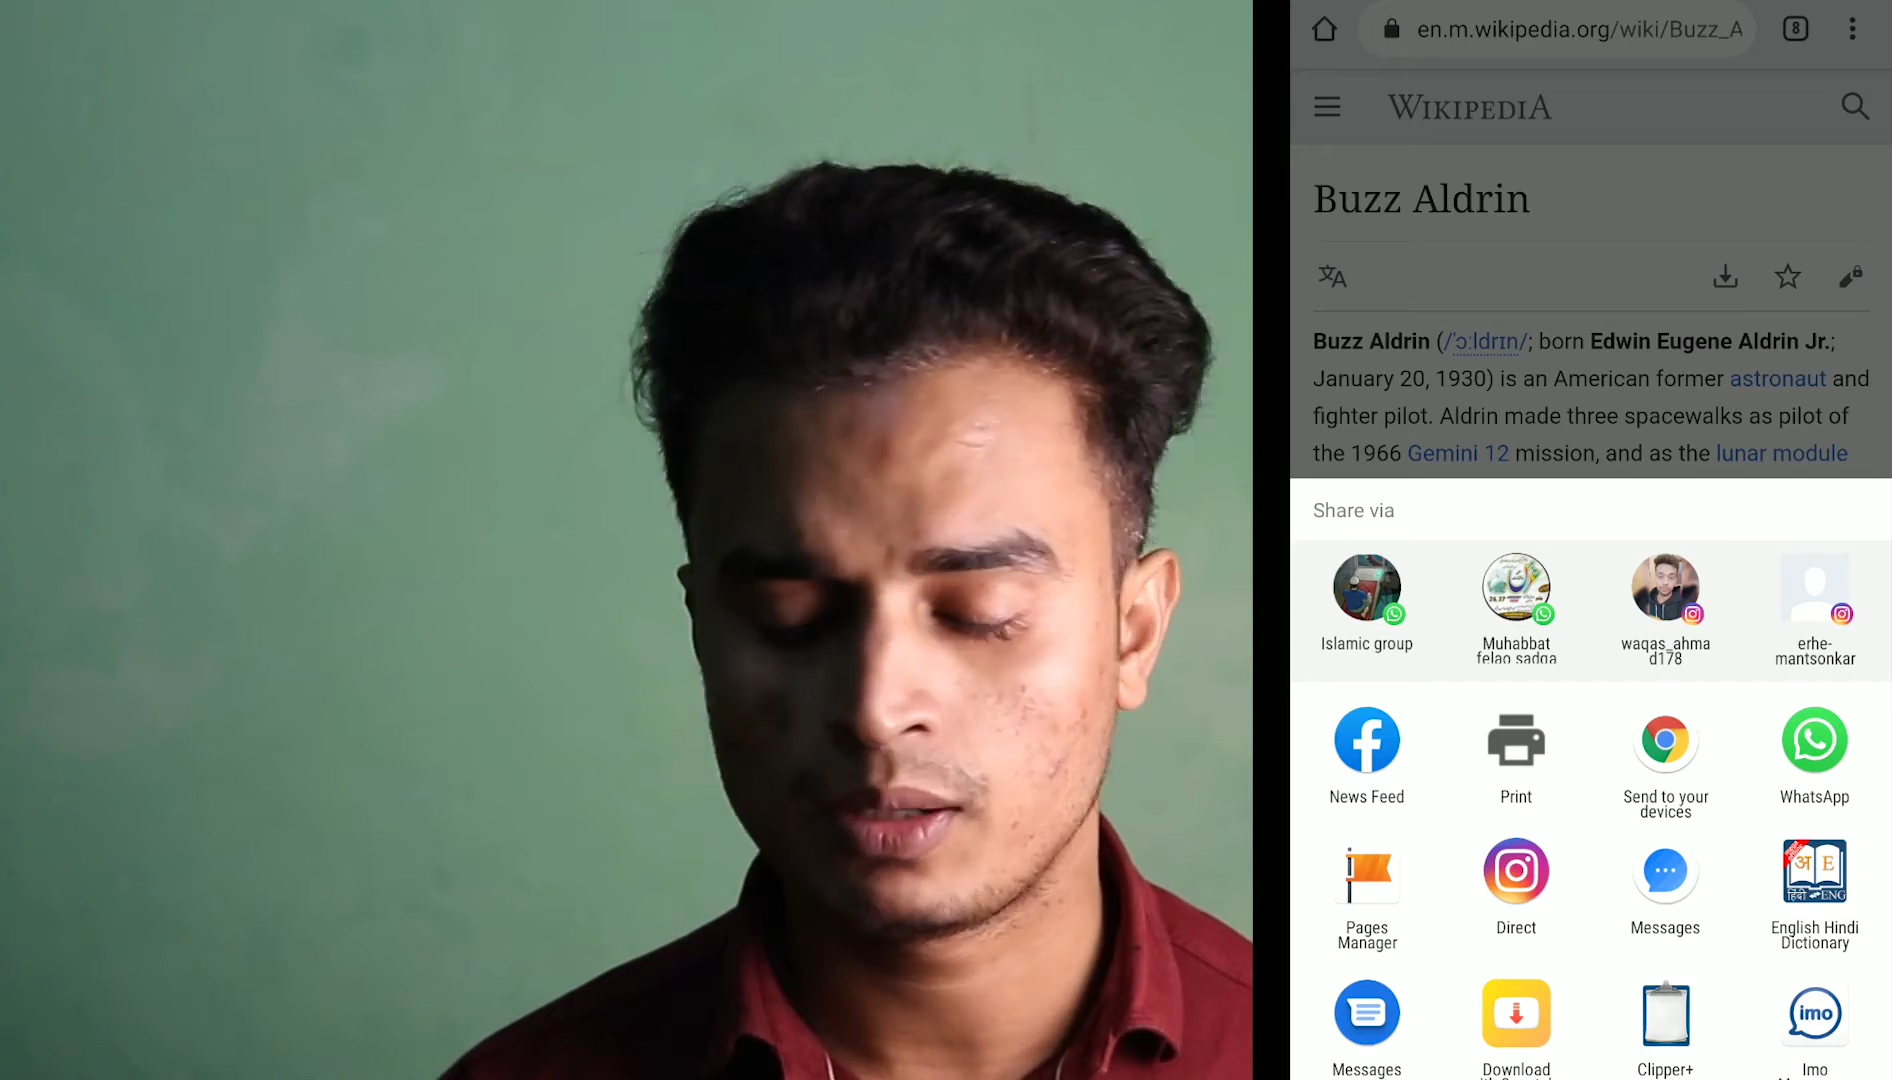 en.m.wikipedia.org/wiki/Buzz_A
8
WIKIPEDIA
Buzz Aldrin
Buzz Aldrin (/ˈɔːldrɪn/; born Edwin Eugene Aldrin Jr.;
January 20, 1930) is an American former astronaut and
fighter pilot. Aldrin made three spacewalks as pilot of
the 1966 Gemini 12 mission, and as the lunar module
Share via
Islamic group
Muhabbat
felao sadqa
waqas_ahma
d178
erhe-
mantsonkar
News Feed
Print
Send to your
devices
WhatsApp
अ E
हिंदी ENG
Pages
Manager
Direct
Messages
English Hindi
Dictionary
imo
Messages
Download
Clipper+
Imo